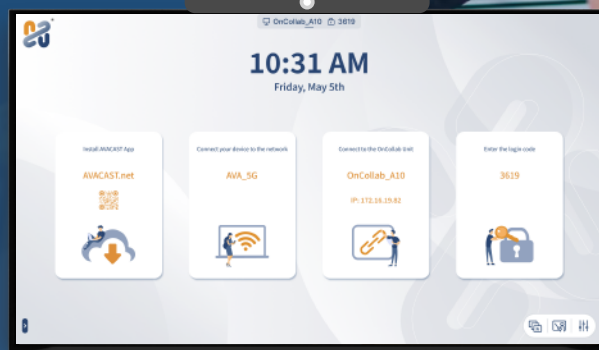 OnCollab_A10 3619
10:31 AM
Friday, May 5th
Install AVACAST App
AVACAST.net
Connect your device to the network
AVA_5G
Connect to the OnCollab Unit
OnCollab_A10
IP: 172.16.19.82
Enter the login code
3619